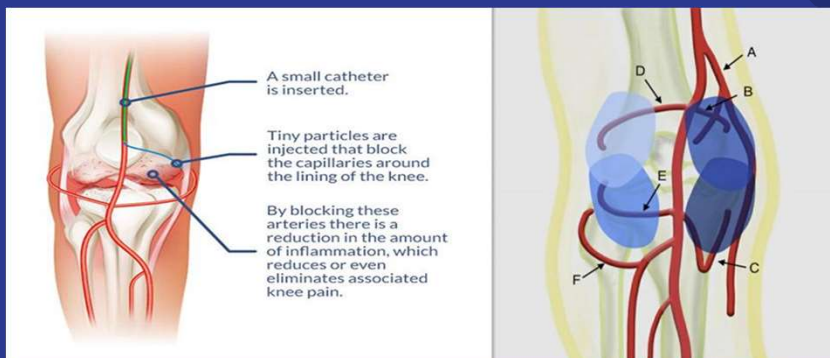 A small catheter
is inserted.
Tiny particles are
injected that block
the capillaries around
the lining of the knee.
By blocking these
arteries there is a
reduction in the amount
of inflammation, which
reduces or even
eliminates associated
knee pain.
A
D
B
E
C
F